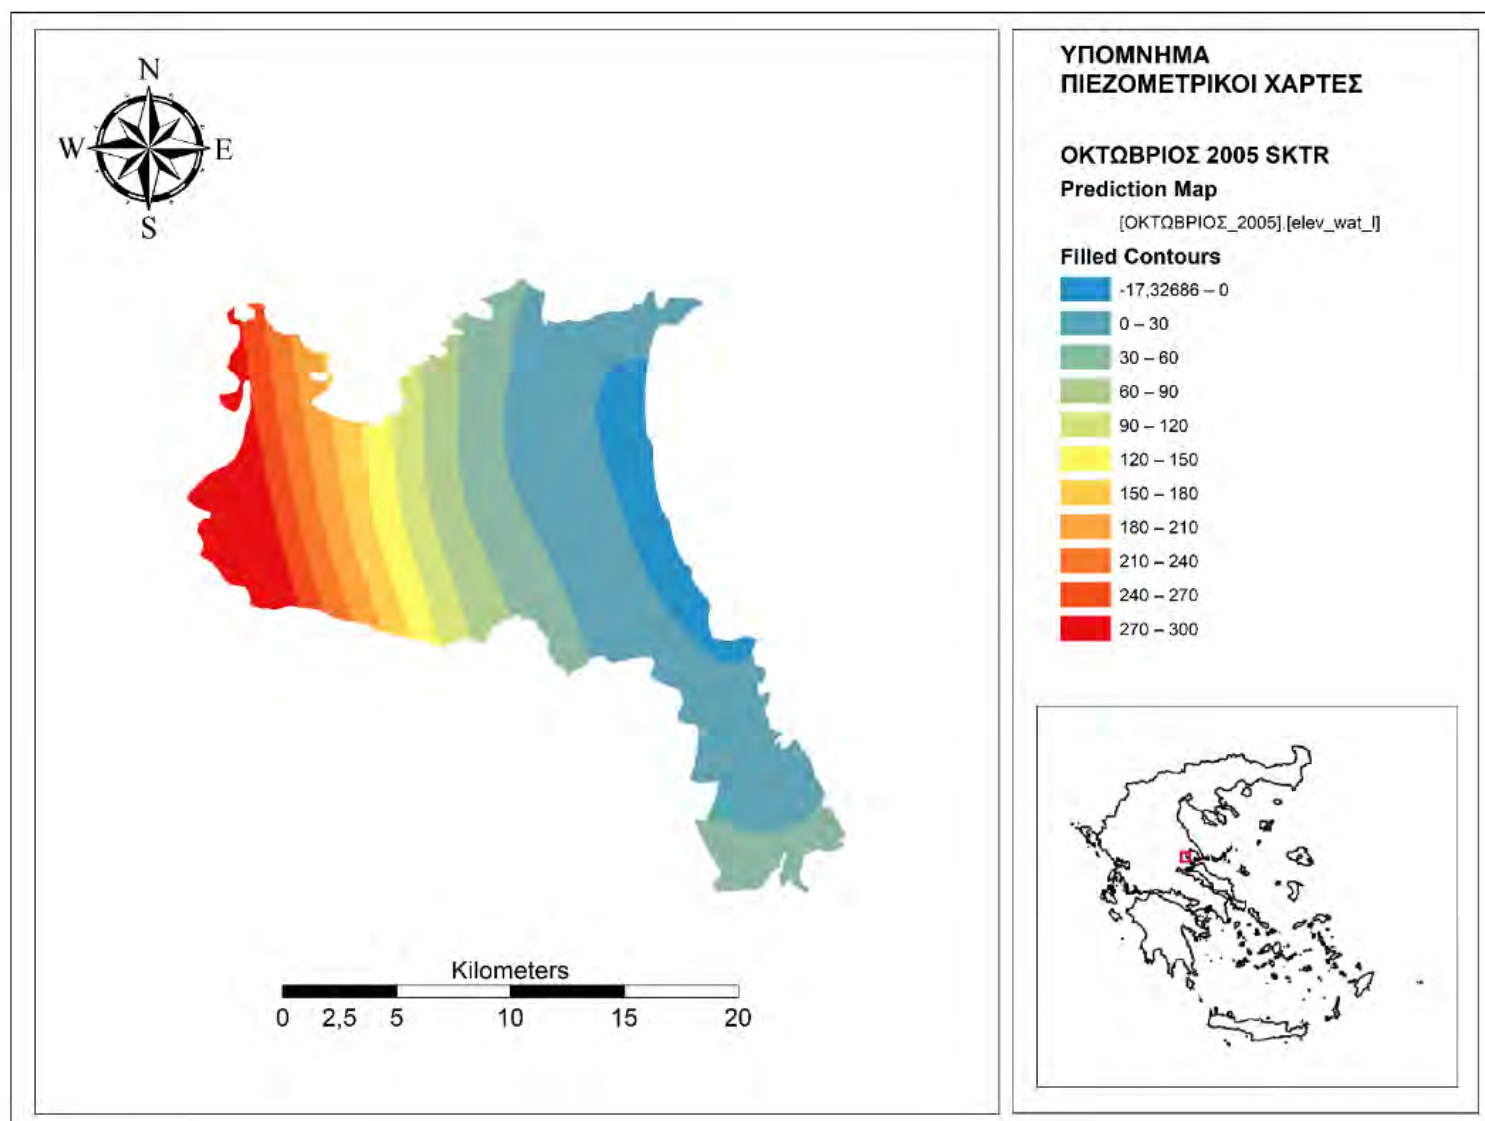 N
W E
S
Kilometers
0 2,5 5 10 15 20
ΥΠΟΜΝΗΜΑ
ΠΙΕΖΟΜΕΤΡΙΚΟΙ ΧΑΡΤΕΣ
ΟΚΤΩΒΡΙΟΣ 2005 SKTR
Prediction Map
[ΟΚΤΩΒΡΙΟΣ_2005].[elev_wat_l]
Filled Contours
-17,32686 – 0
0 – 30
30 – 60
60 – 90
90 – 120
120 – 150
150 – 180
180 – 210
210 – 240
240 – 270
270 – 300